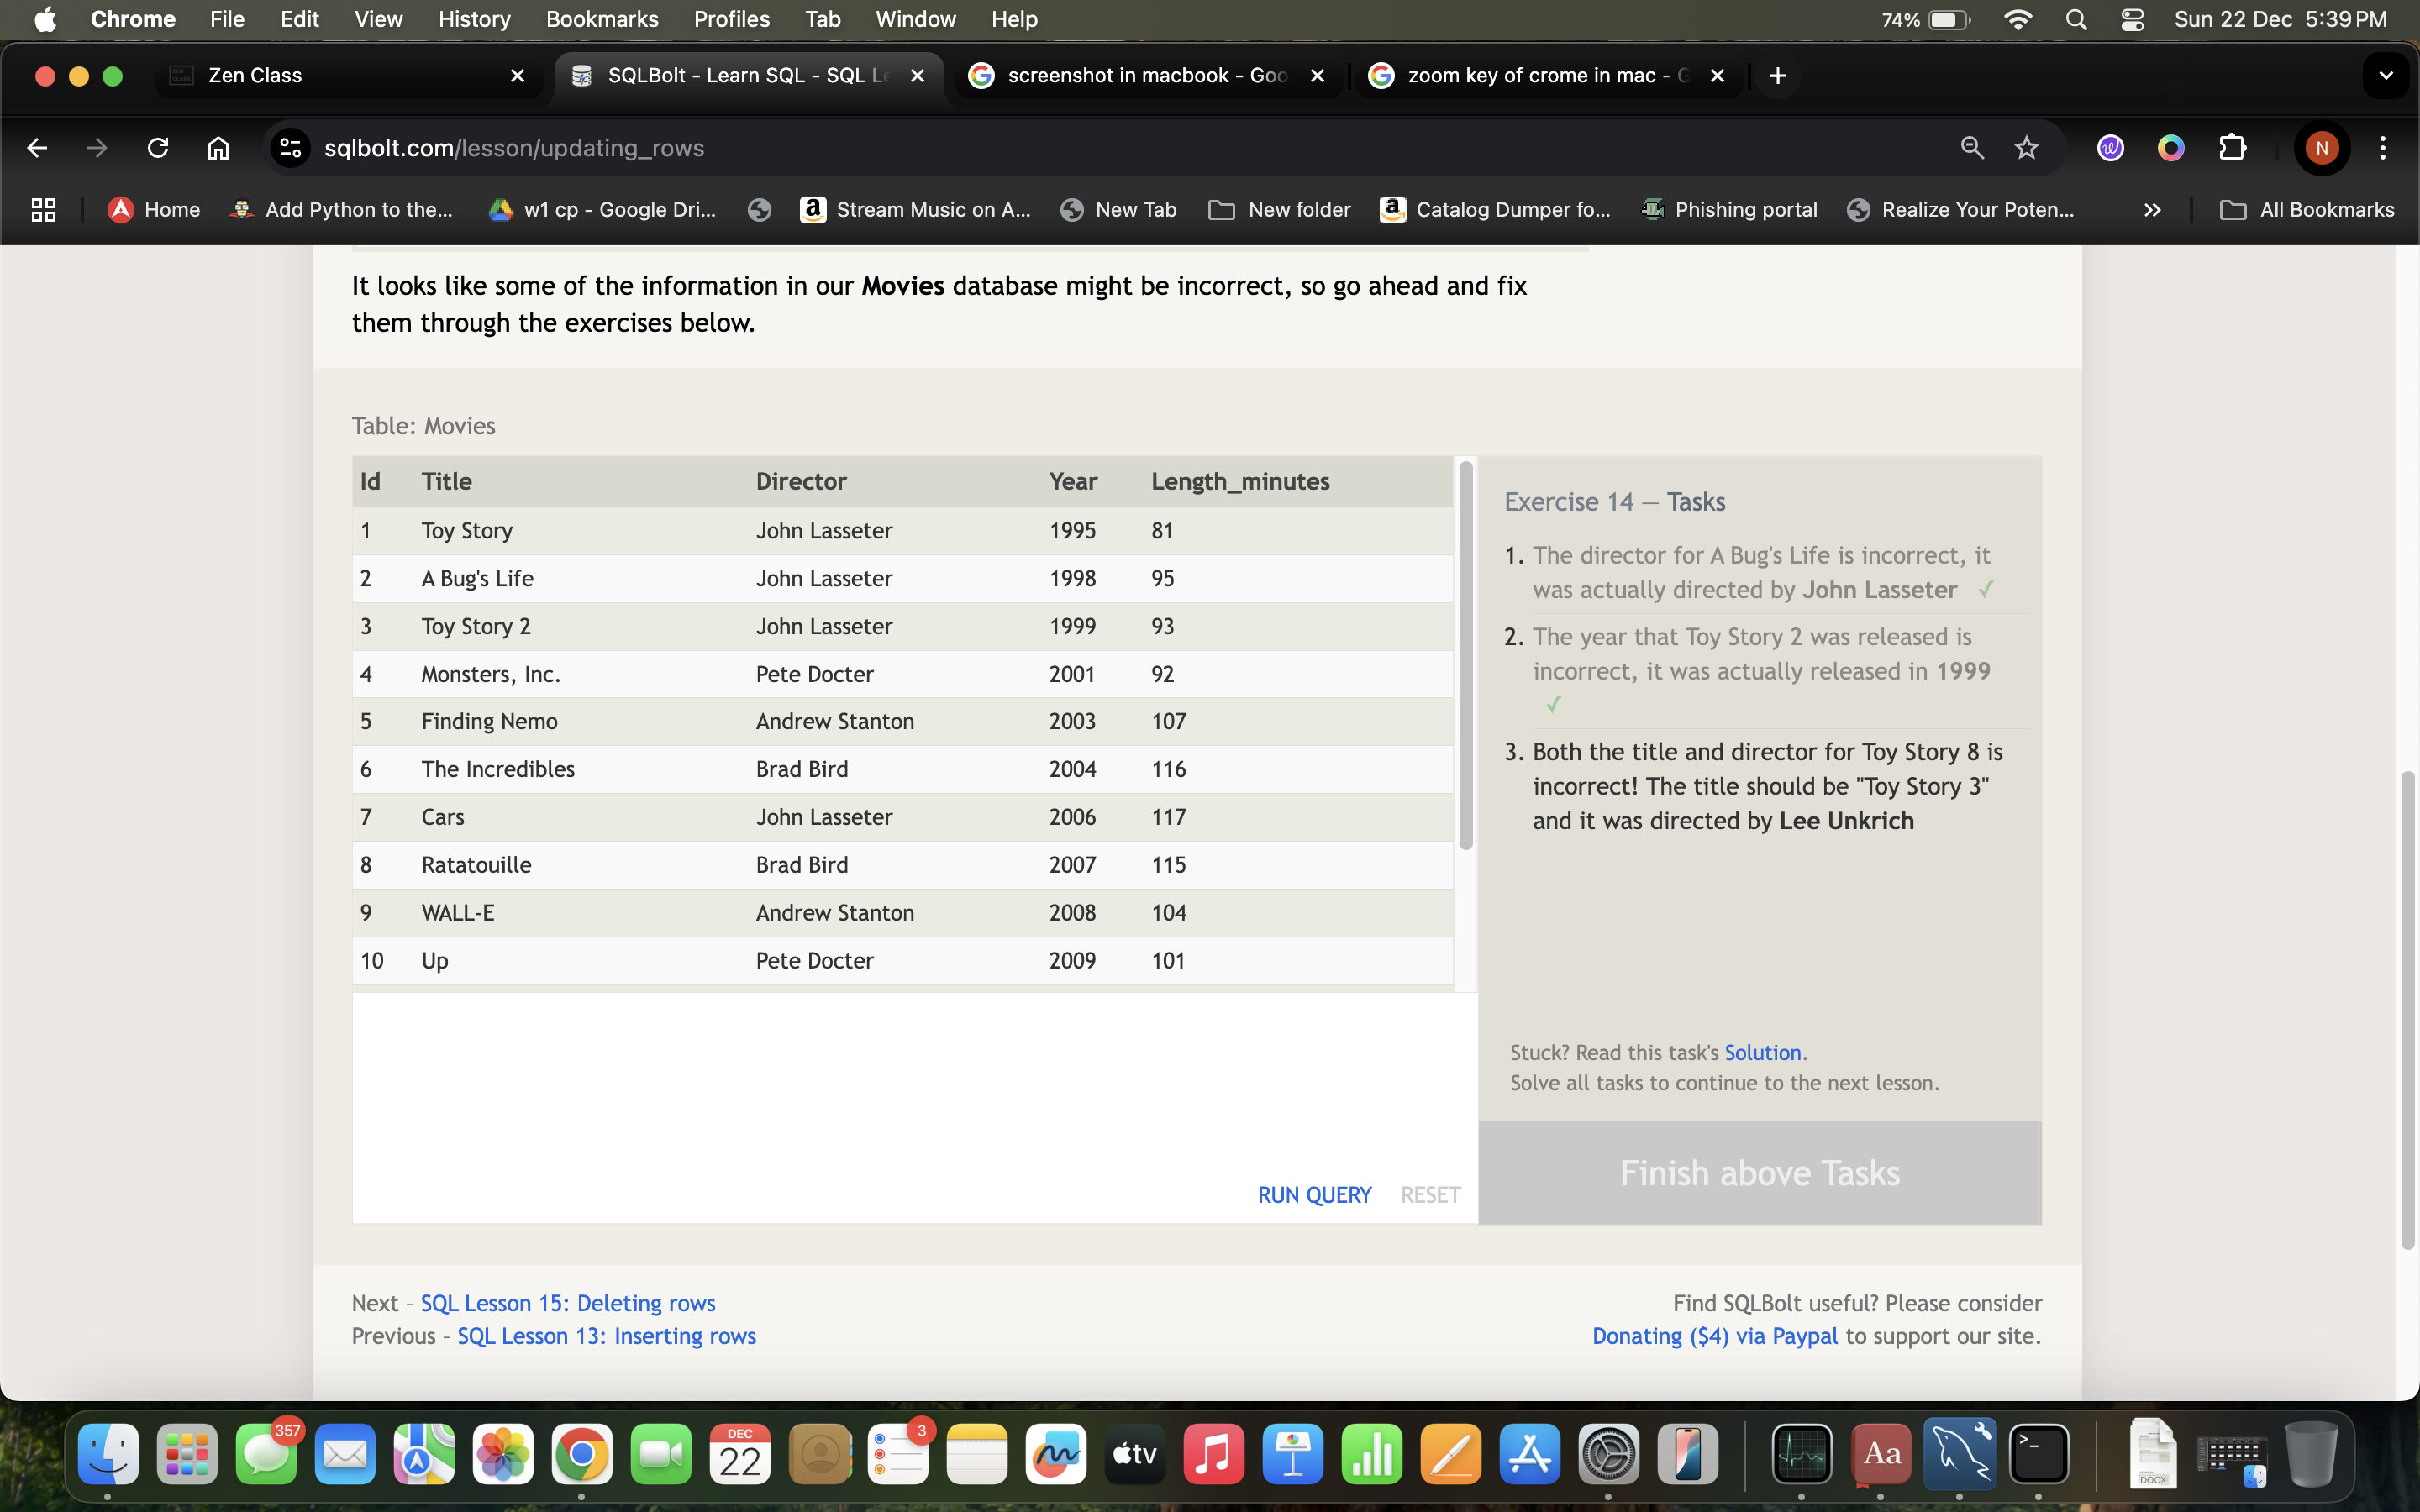 Chrome File Edit View History Bookmarks Profiles Tab Window Help 74% Sun 22 Dec 5:39 PM
Zen Class SQLBolt - Learn SQL - SQL Le screenshot in macbook - Goo zoom key of crome in mac - G
sqlbolt.com/lesson/updating_rows N
Home Add Python to the... w1 cp - Google Dri... Stream Music on A... New Tab New folder Catalog Dumper fo... Phishing portal Realize Your Poten... » All Bookmarks
It looks like some of the information in our Movies database might be incorrect, so go ahead and fix
them through the exercises below.
Table: Movies
Id Title Director Year Length_minutes
1 Toy Story John Lasseter 1995 81
2 A Bug's Life John Lasseter 1998 95
3 Toy Story 2 John Lasseter 1999 93
4 Monsters, Inc. Pete Docter 2001 92
5 Finding Nemo Andrew Stanton 2003 107
6 The Incredibles Brad Bird 2004 116
7 Cars John Lasseter 2006 117
8 Ratatouille Brad Bird 2007 115
9 WALL-E Andrew Stanton 2008 104
10 Up Pete Docter 2009 101
RUN QUERY RESET
Exercise 14 — Tasks
1. The director for A Bug's Life is incorrect, it
was actually directed by John Lasseter ✓
2. The year that Toy Story 2 was released is
incorrect, it was actually released in 1999
✓
3. Both the title and director for Toy Story 8 is
incorrect! The title should be "Toy Story 3"
and it was directed by Lee Unkrich
Stuck? Read this task's Solution.
Solve all tasks to continue to the next lesson.
Finish above Tasks
Next – SQL Lesson 15: Deleting rows
Previous – SQL Lesson 13: Inserting rows
Find SQLBolt useful? Please consider
Donating ($4) via Paypal to support our site.
357 DEC 22 3 tv Aa >_ DOCX